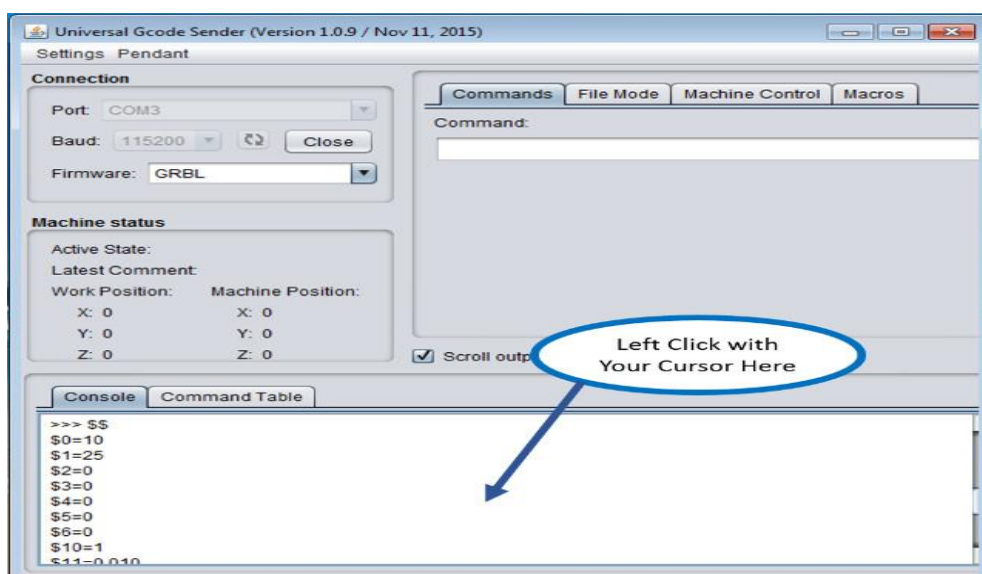 Universal Gcode Sender (Version 1.0.9 / Nov 11, 2015)
Settings Pendant
Connection
Port: COM3
Baud: 115200 Close
Firmware: GRBL
Machine status
Active State:
Latest Comment:
Work Position: Machine Position:
X: 0 X: 0
Y: 0 Y: 0
Z: 0 Z: 0
Commands File Mode Machine Control Macros
Command:
Scroll outp
Left Click with
Your Cursor Here
Console Command Table
>>> $$
$0=10
$1=25
$2=0
$3=0
$4=0
$5=0
$6=0
$10=1
$11=0.010